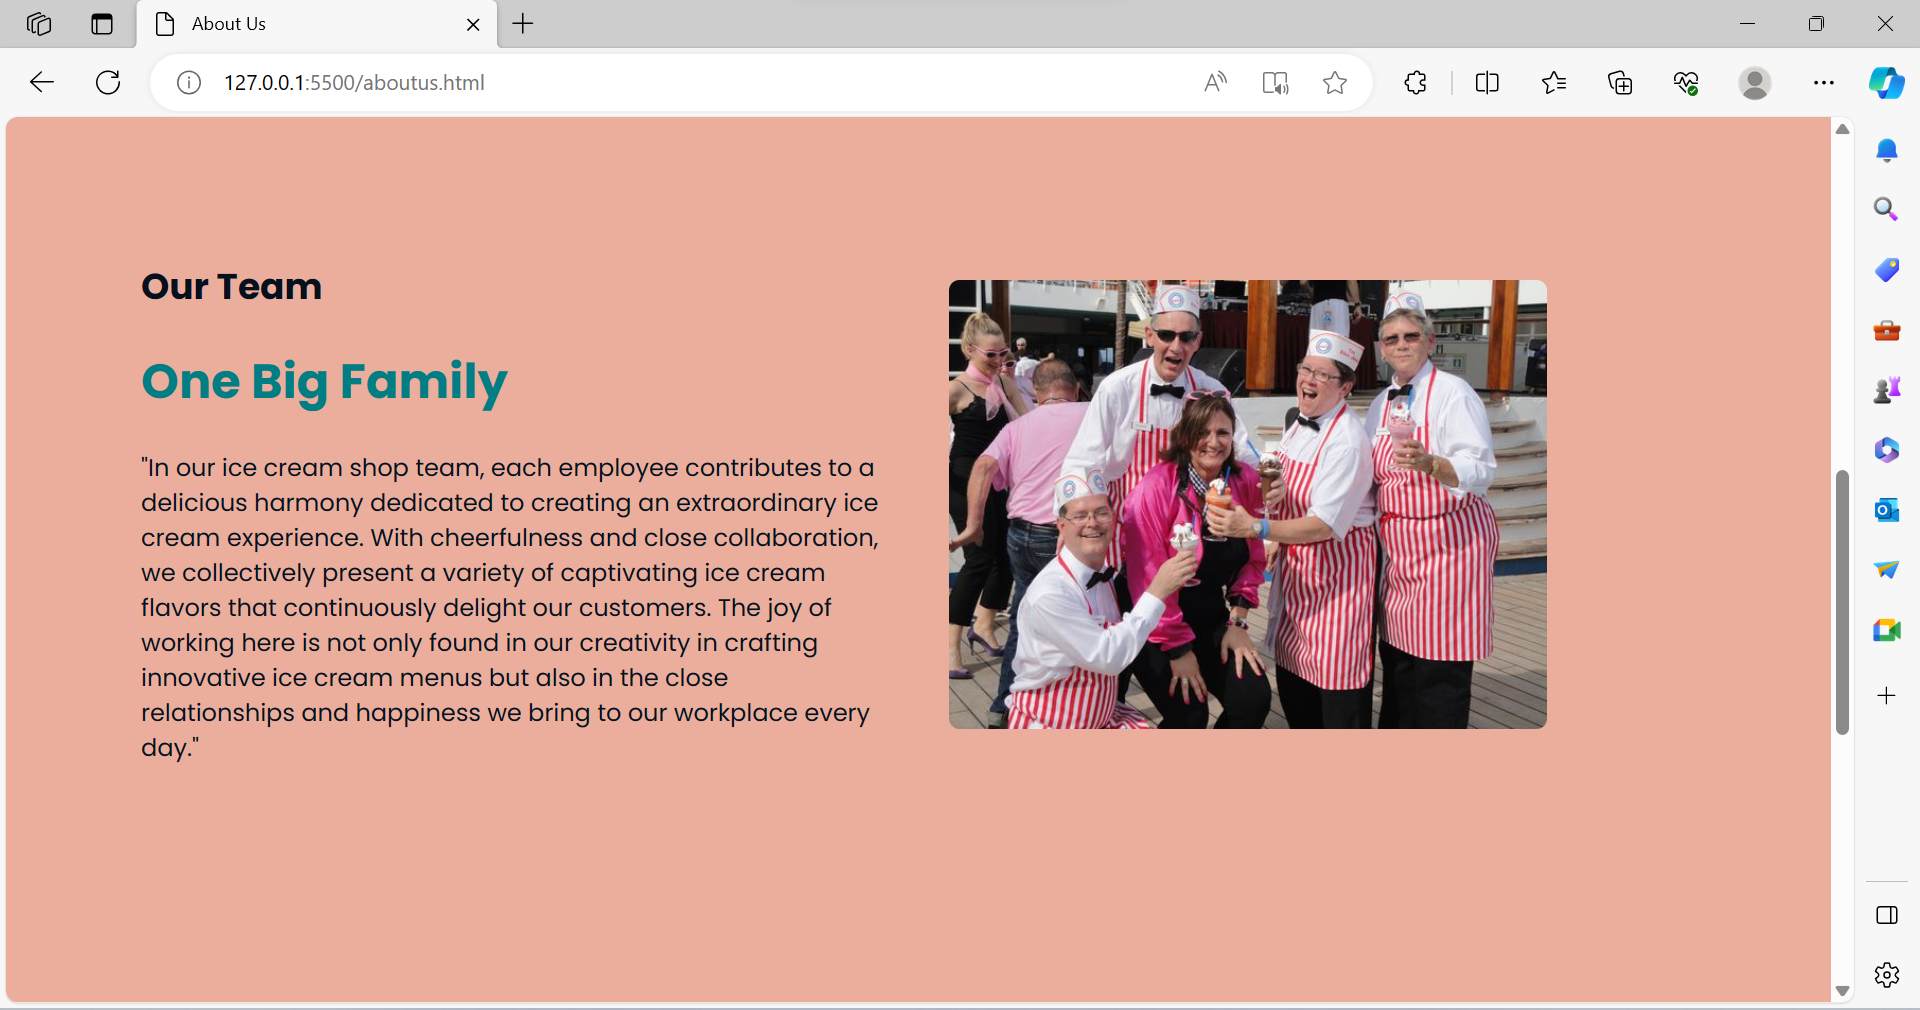 About Us
127.0.0.1:5500/aboutus.html
Our Team
One Big Family
"In our ice cream shop team, each employee contributes to a
delicious harmony dedicated to creating an extraordinary ice
cream experience. With cheerfulness and close collaboration,
we collectively present a variety of captivating ice cream
flavors that continuously delight our customers. The joy of
working here is not only found in our creativity in crafting
innovative ice cream menus but also in the close
relationships and happiness we bring to our workplace every
day."